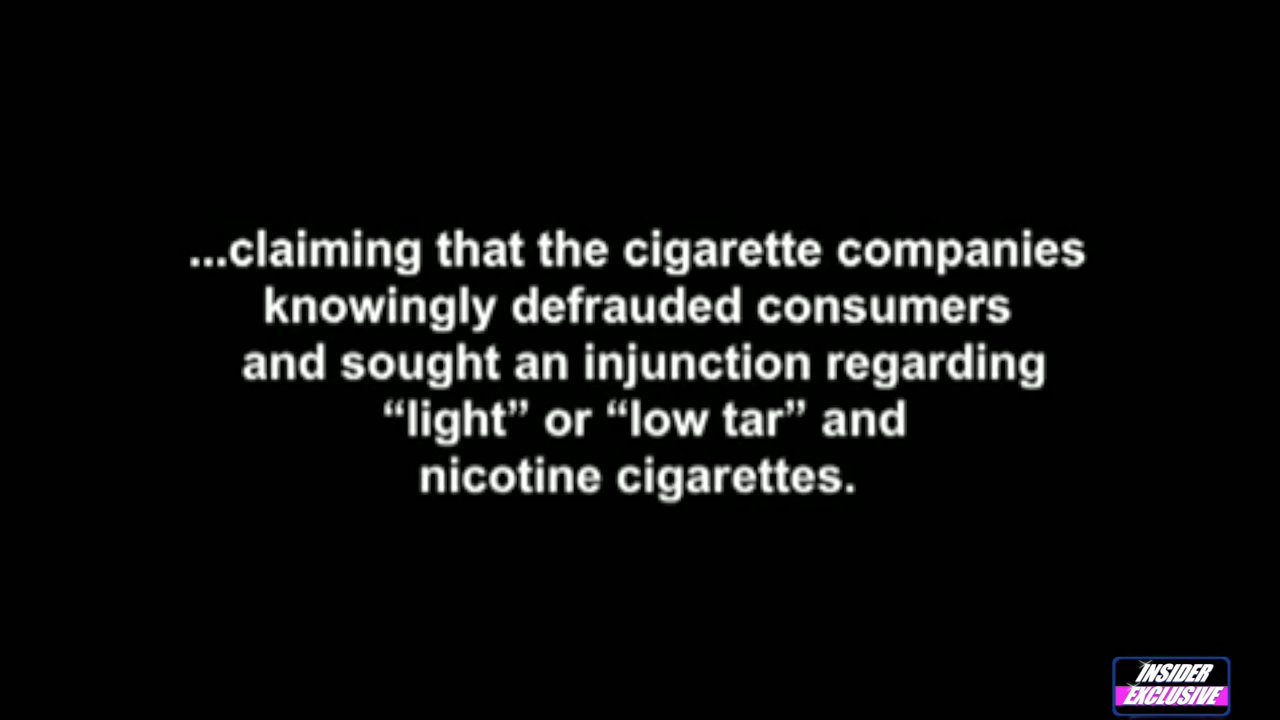 ...claiming that the cigarette companies
knowingly defrauded consumers
and sought an injunction regarding
“light” or “low tar” and
nicotine cigarettes.
INSIDER
EXCLUSIVE